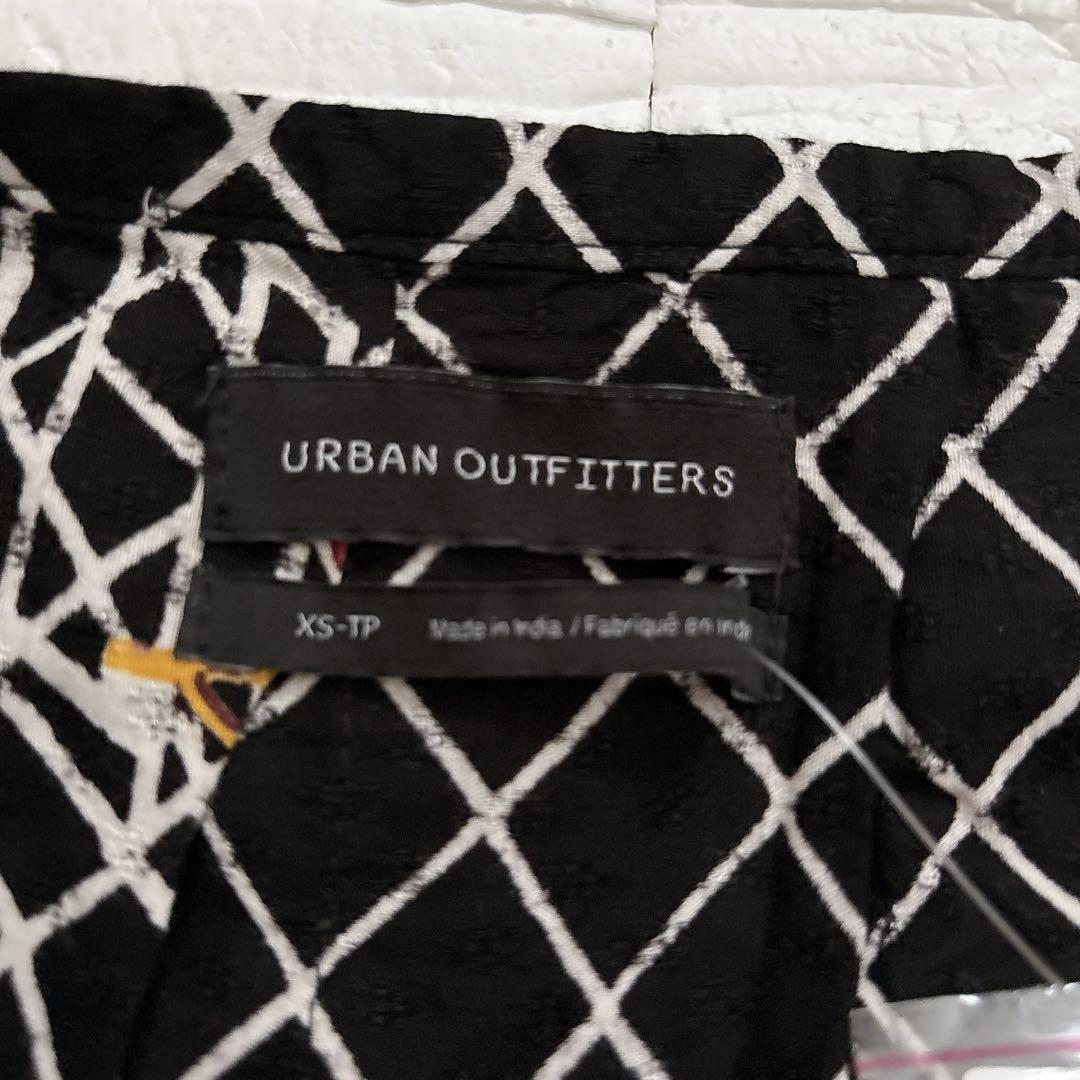 URBAN OUTFITTERS
XS-TP Made in India / Fabriqué en Inde